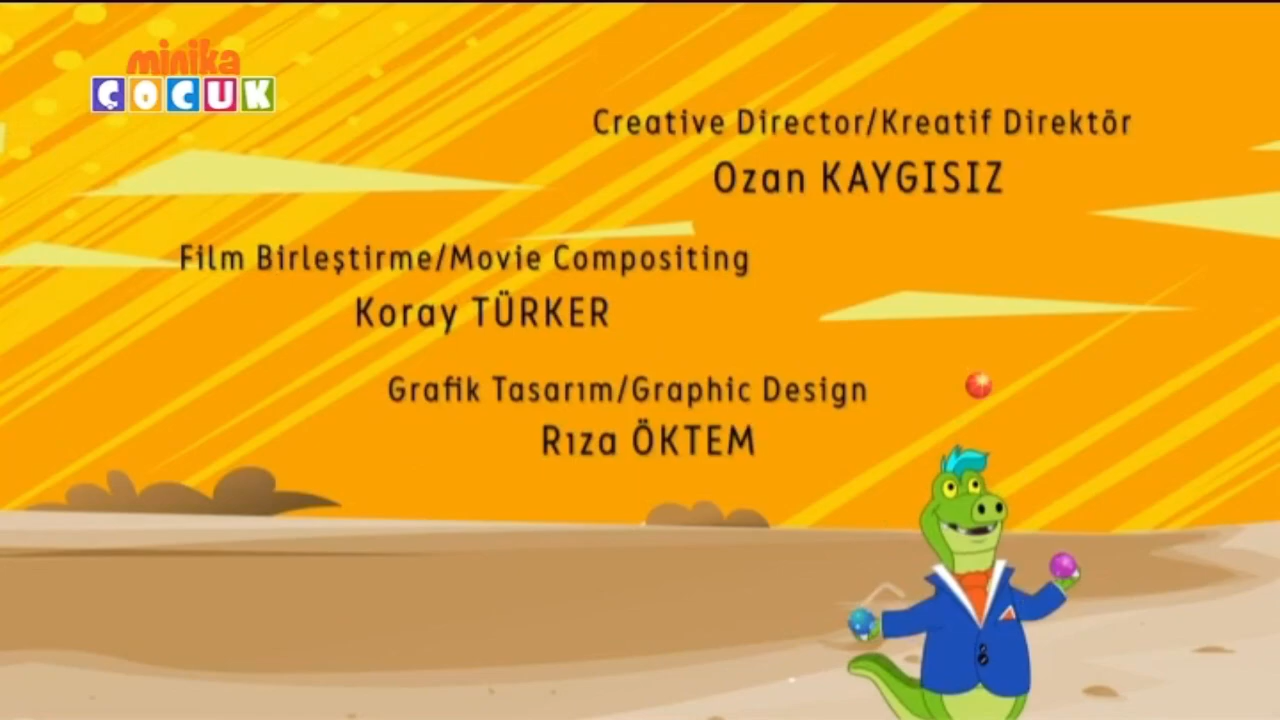 minika
ÇOCUK
Creative Director/Kreatif Direktör
Ozan KAYGISIZ
Film Birleştirme/Movie Compositing
Koray TÜRKER
Grafik Tasarım/Graphic Design
Rıza ÖKTEM